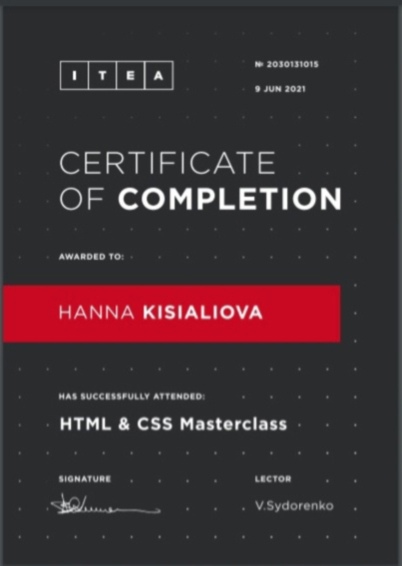 ITEA
№ 2030131015
9 JUN 2021
CERTIFICATE
OF COMPLETION
AWARDED TO:
HANNA KISIALIOVA
HAS SUCCESSFULLY ATTENDED:
HTML & CSS Masterclass
SIGNATURE
LECTOR
V.Sydorenko